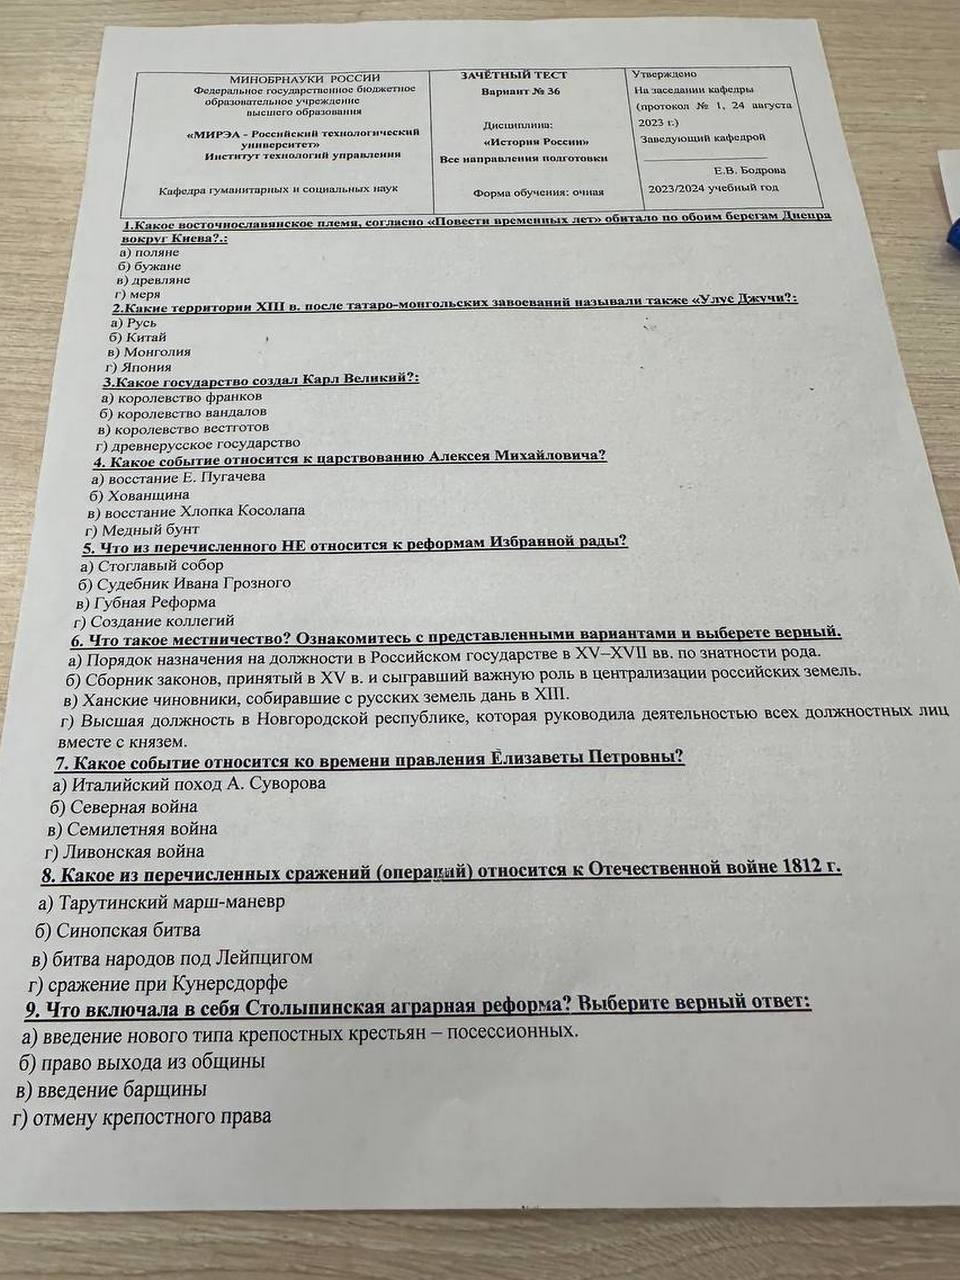 МИНОБРНАУКИ РОССИИ
Федеральное государственное бюджетное
образовательное учреждение
высшего образования
«МИРЭА - Российский технологический
университет»
Институт технологий управления
Кафедра гуманитарных и социальных наук
ЗАЧЁТНЫЙ ТЕСТ
Вариант № 36
Дисциплина:
«История России»
Все направления подготовки
Форма обучения: очная
Утверждено
На заседании кафедры
(протокол № 1, 24 августа
2023 г.)
Заведующий кафедрой
Е.В. Бодрова
2023/2024 учебный год
1.Какое восточнославянское племя, согласно «Повести временных лет» обитало по обоим берегам Днепра
вокруг Киева?.:
а) поляне
б) бужане
в) древляне
г) меря
2.Какие территории XIII в. после татаро-монгольских завоеваний называли также «Улус Джучи?:
а) Русь
б) Китай
в) Монголия
г) Япония
3.Какое государство создал Карл Великий?:
а) королевство франков
б) королевство вандалов
в) королевство вестготов
г) древнерусское государство
4. Какое событие относится к царствованию Алексея Михайловича?
а) восстание Е. Пугачева
б) Хованщина
в) восстание Хлопка Косолапа
г) Медный бунт
5. Что из перечисленного НЕ относится к реформам Избранной рады?
а) Стоглавый собор
б) Судебник Ивана Грозного
в) Губная Реформа
г) Создание коллегий
6. Что такое местничество? Ознакомитесь с представленными вариантами и выберете верный.
а) Порядок назначения на должности в Российском государстве в XV–XVII вв. по знатности рода.
б) Сборник законов, принятый в XV в. и сыгравший важную роль в централизации российских земель.
в) Ханские чиновники, собиравшие с русских земель дань в XIII.
г) Высшая должность в Новгородской республике, которая руководила деятельностью всех должностных лиц
вместе с князем.
7. Какое событие относится ко времени правления Елизаветы Петровны?
а) Италийский поход А. Суворова
б) Северная война
в) Семилетняя война
г) Ливонская война
8. Какое из перечисленных сражений (операций) относится к Отечественной войне 1812 г.
а) Тарутинский марш-маневр
б) Синопская битва
в) битва народов под Лейпцигом
г) сражение при Кунерсдорфе
9. Что включала в себя Столыпинская аграрная реформа? Выберите верный ответ:
а) введение нового типа крепостных крестьян – посессионных.
б) право выхода из общины
в) введение барщины
г) отмену крепостного права